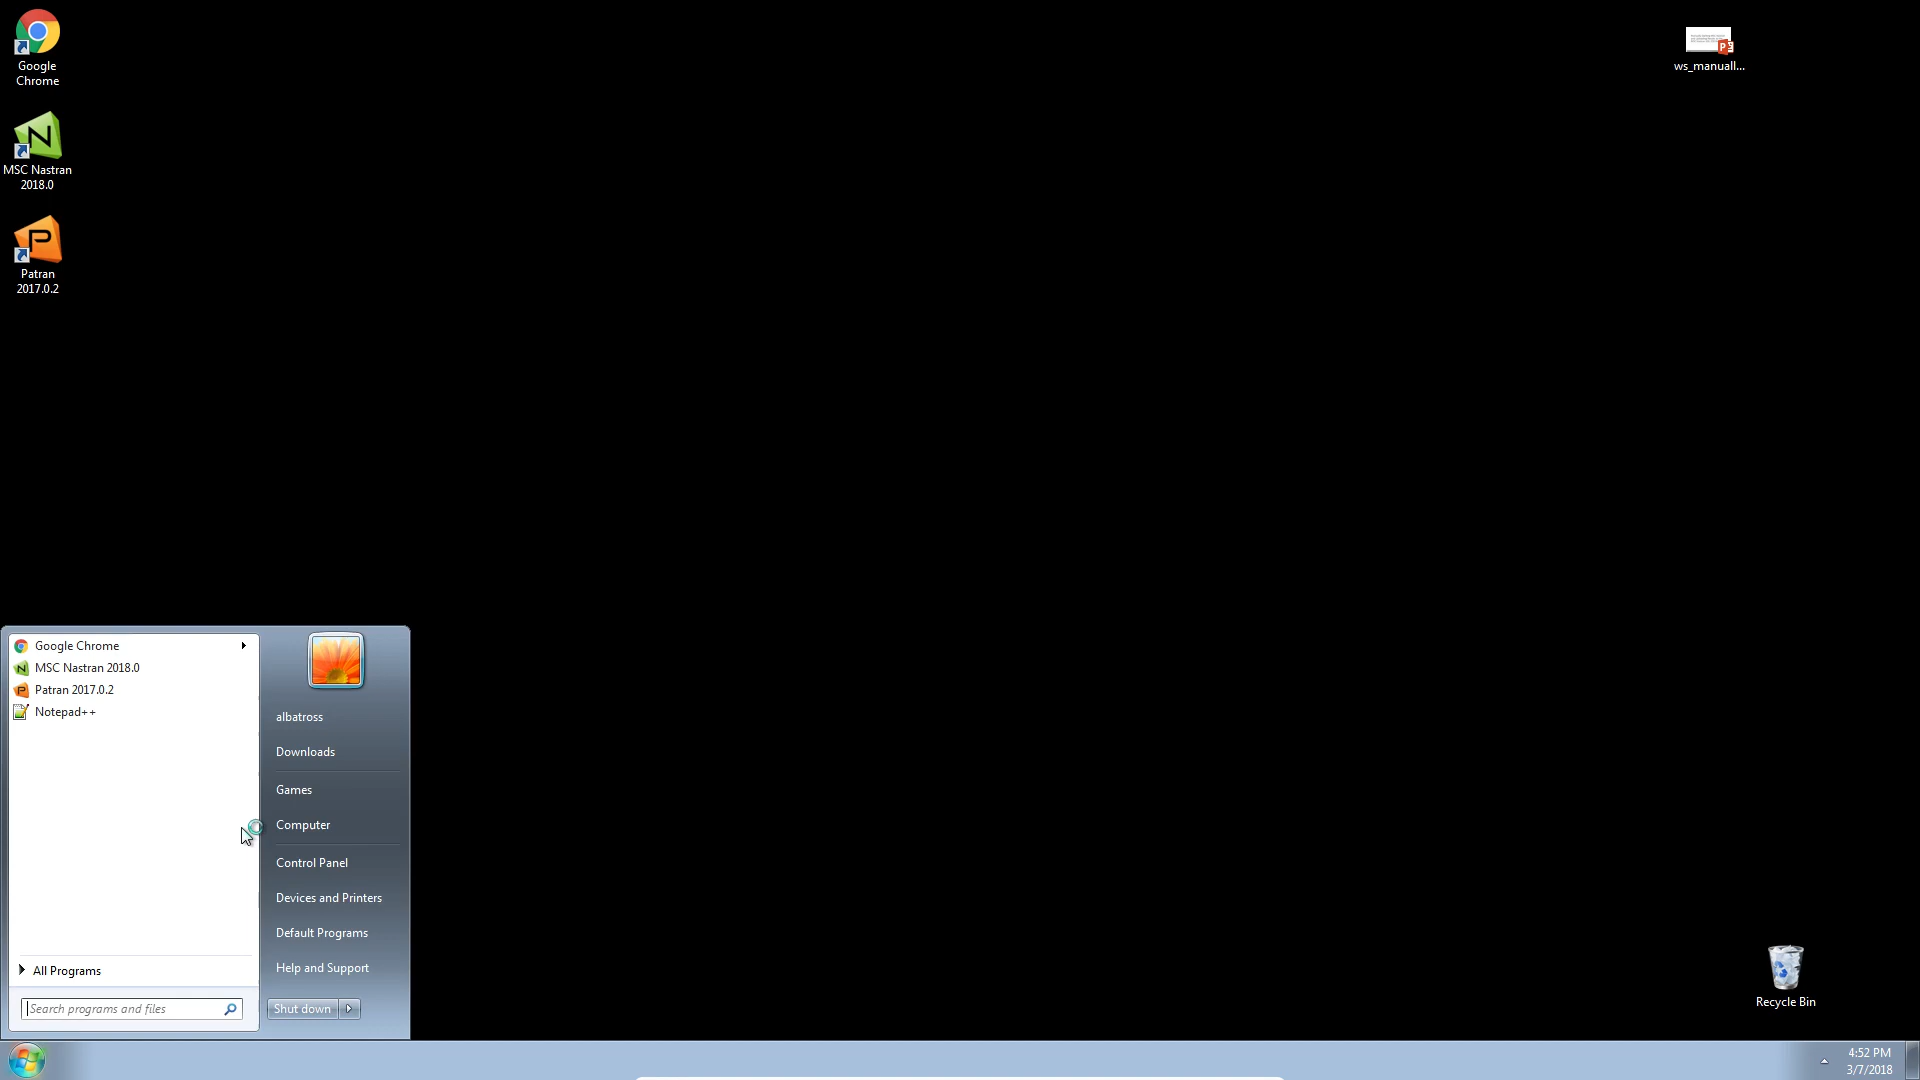 Google
Chrome
MSC Nastran
2018.0
Patran
2017.0.2
ws_manuall...
Google Chrome
MSC Nastran 2018.0
Patran 2017.0.2
Notepad++
All Programs
Search programs and files
albatross
Downloads
Games
Computer
Control Panel
Devices and Printers
Default Programs
Help and Support
Shut down
Recycle Bin
4:52 PM
3/7/2018